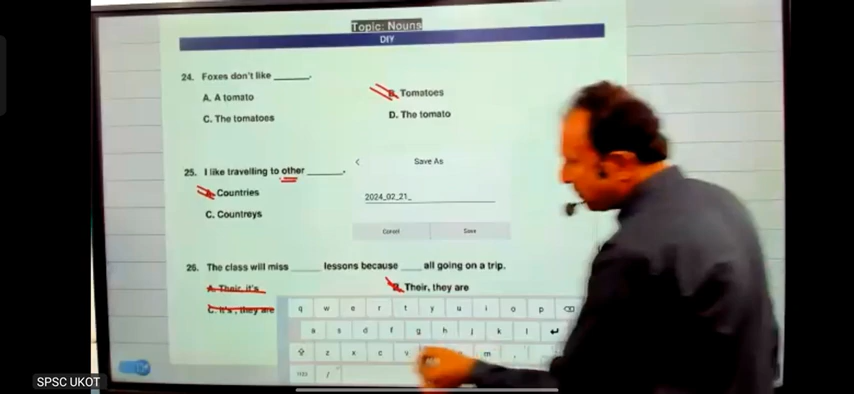 Topic: Nouns
DIY
24. Foxes don't like ______.
A. A tomato
B. Tomatoes
C. The tomatoes
D. The tomato
25. I like travelling to other ______.
A. Countries
C. Countreys
Save As
2024_02_21_
Cancel
Save
26. The class will miss _____ lessons because ____ all going on a trip.
A. Their, it's
B. Their, they are
C. It's, they are
q w e r t y u i o p
a s d f g h j k l
z x c v m
SPSC UKOT